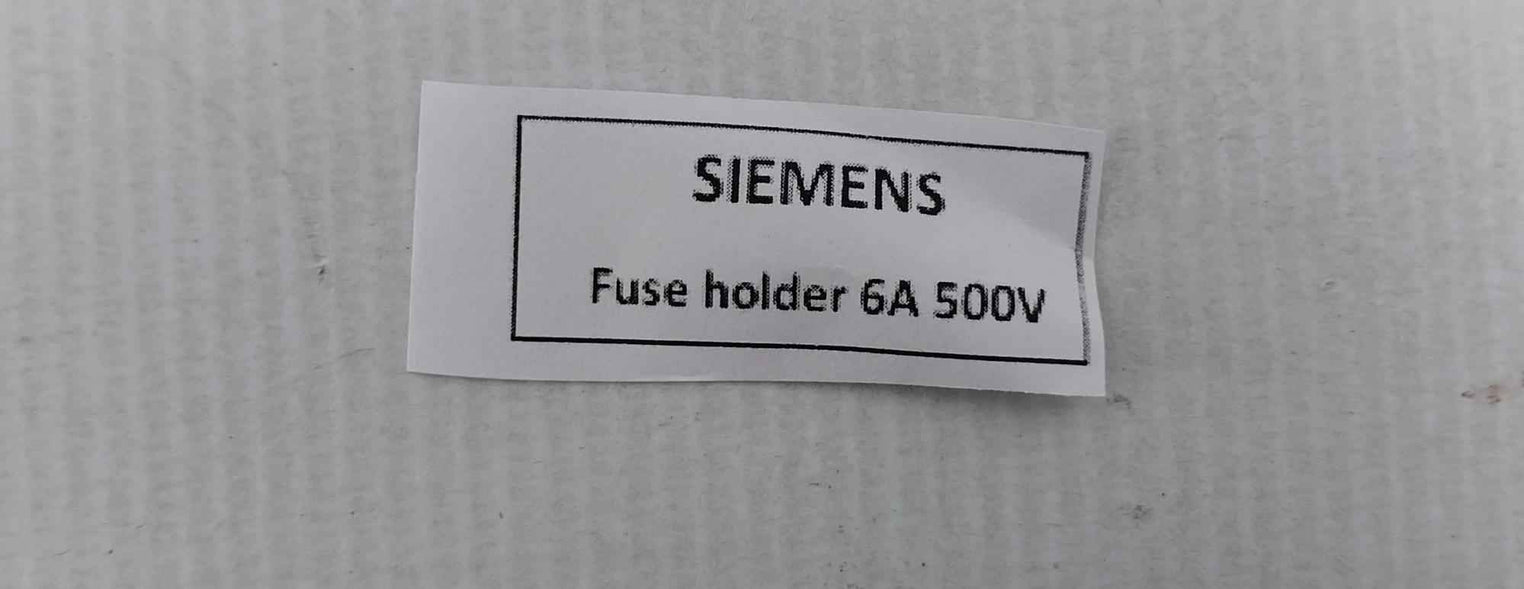 SIEMENS
Fuse holder 6A 500V